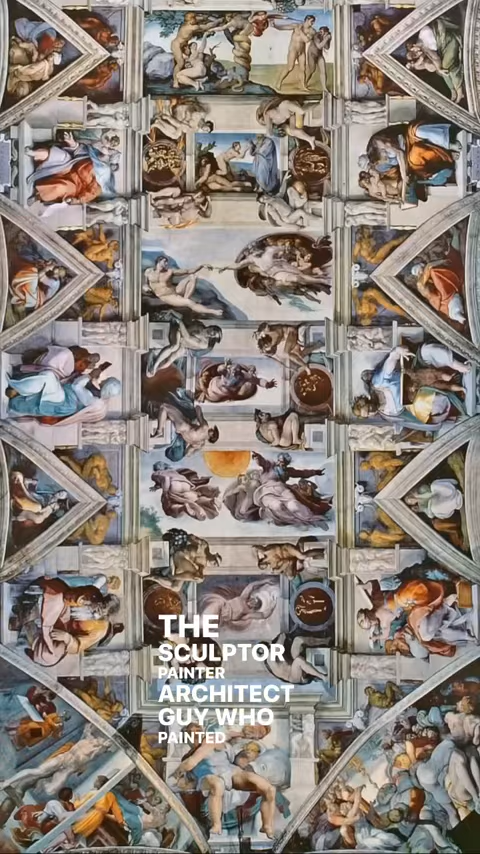 THE
SCULPTOR
PAINTER
ARCHITECT
GUY WHO
PAINTED